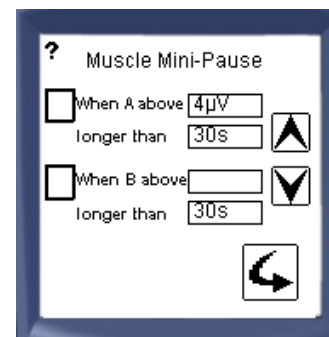 ?
Muscle Mini-Pause
When A above 4µV
longer than 30s
When B above
longer than 30s